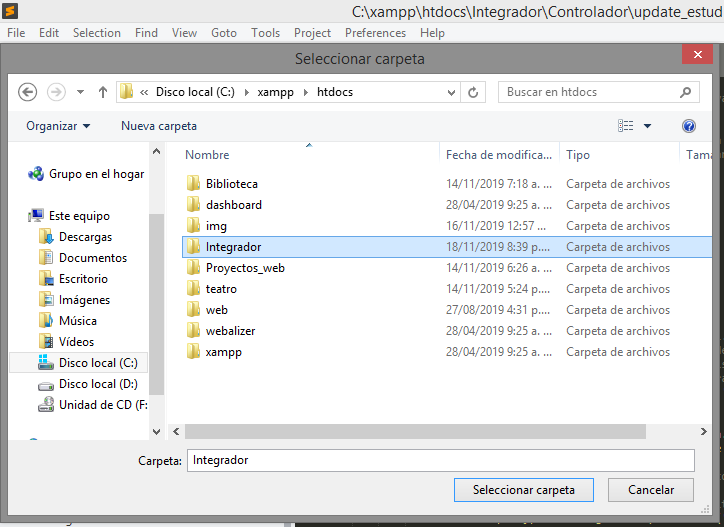 C:\xampp\htdocs\Integrador\Controlador\update_estud
File Edit Selection Find View Goto Tools Project Preferences Help
Seleccionar carpeta
« Disco local (C:) xampp htdocs
Buscar en htdocs
Organizar Nueva carpeta
Nombre Fecha de modifica... Tipo Tama
Grupo en el hogar
Este equipo
Descargas
Documentos
Escritorio
Imágenes
Música
Vídeos
Disco local (C:)
Disco local (D:)
Unidad de CD (F:
Biblioteca 14/11/2019 7:18 a. ... Carpeta de archivos
dashboard 28/04/2019 9:25 a. ... Carpeta de archivos
img 16/11/2019 12:57 ... Carpeta de archivos
Integrador 18/11/2019 8:39 p.... Carpeta de archivos
Proyectos_web 14/11/2019 6:26 a. ... Carpeta de archivos
teatro 14/11/2019 5:24 p.... Carpeta de archivos
web 27/08/2019 4:31 p.... Carpeta de archivos
webalizer 28/04/2019 9:25 a. ... Carpeta de archivos
xampp 28/04/2019 9:25 a. ... Carpeta de archivos
Carpeta: Integrador
Seleccionar carpeta Cancelar